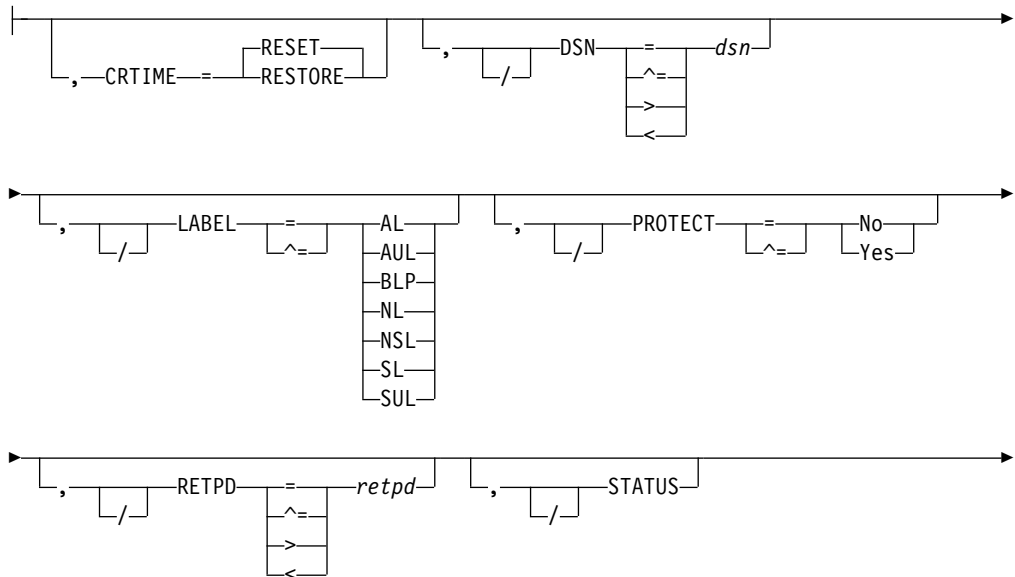 RESET
, CRTIME = RESTORE
, / DSN = dsn
^=
>
<
, / LABEL = AL
^= AUL
BLP
NL
NSL
SL
SUL
, / PROTECT = No
^= Yes
, / RETPD = retpd
^=
>
<
, / STATUS